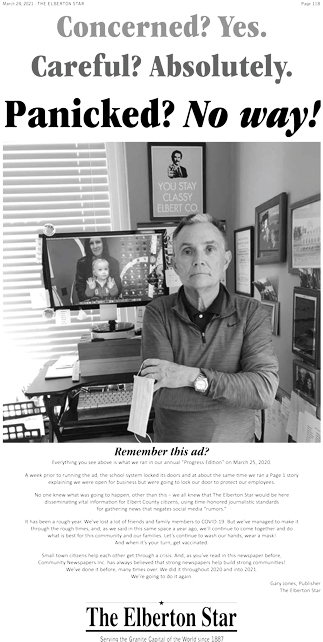 March 24, 2021 . THE ELBERTON STAR
Page 11B
Concerned? Yes.
Careful? Absolutely.
Panicked? No way!
YOU STAY
CLASSY
ELBERT CO
Remember this ad?
Everything you see above is what we ran in our annual "Progress Edition" on March 25, 2020.
A week prior to running the ad, the school system locked its doors and at about the same time we ran a Page 1 story
explaining we were open for business but we're going to lock our door to protect our employees.
No one knew what was going to happen, other than this – we all knew that The Elberton Star would be here
disseminating vital information for Elbert County citizens, using time-honored journalistic standards
for gathering news that negates social media "rumors."
It has been a rough year. We've lost a lot of friends and family members to COVID-19. But we've managed to make it
through the rough times, and, as we said in this same space a year ago, we'll continue to come together and do
what is best for this community and our families. Let's continue to wash our hands, wear a mask!
And when it's your turn, get vaccinated.
Small town citizens help each other get through a crisis. And, as you've read in this newspaper before,
Community Newspapers Inc. has always believed that strong newspapers help build strong communities!
We've done it before, many times over. We did it throughout 2020 and into 2021.
We're going to do it again.
Gary Jones, Publisher
The Elberton Star
The Elberton Star
Serving the Granite Capital of the World since 1887